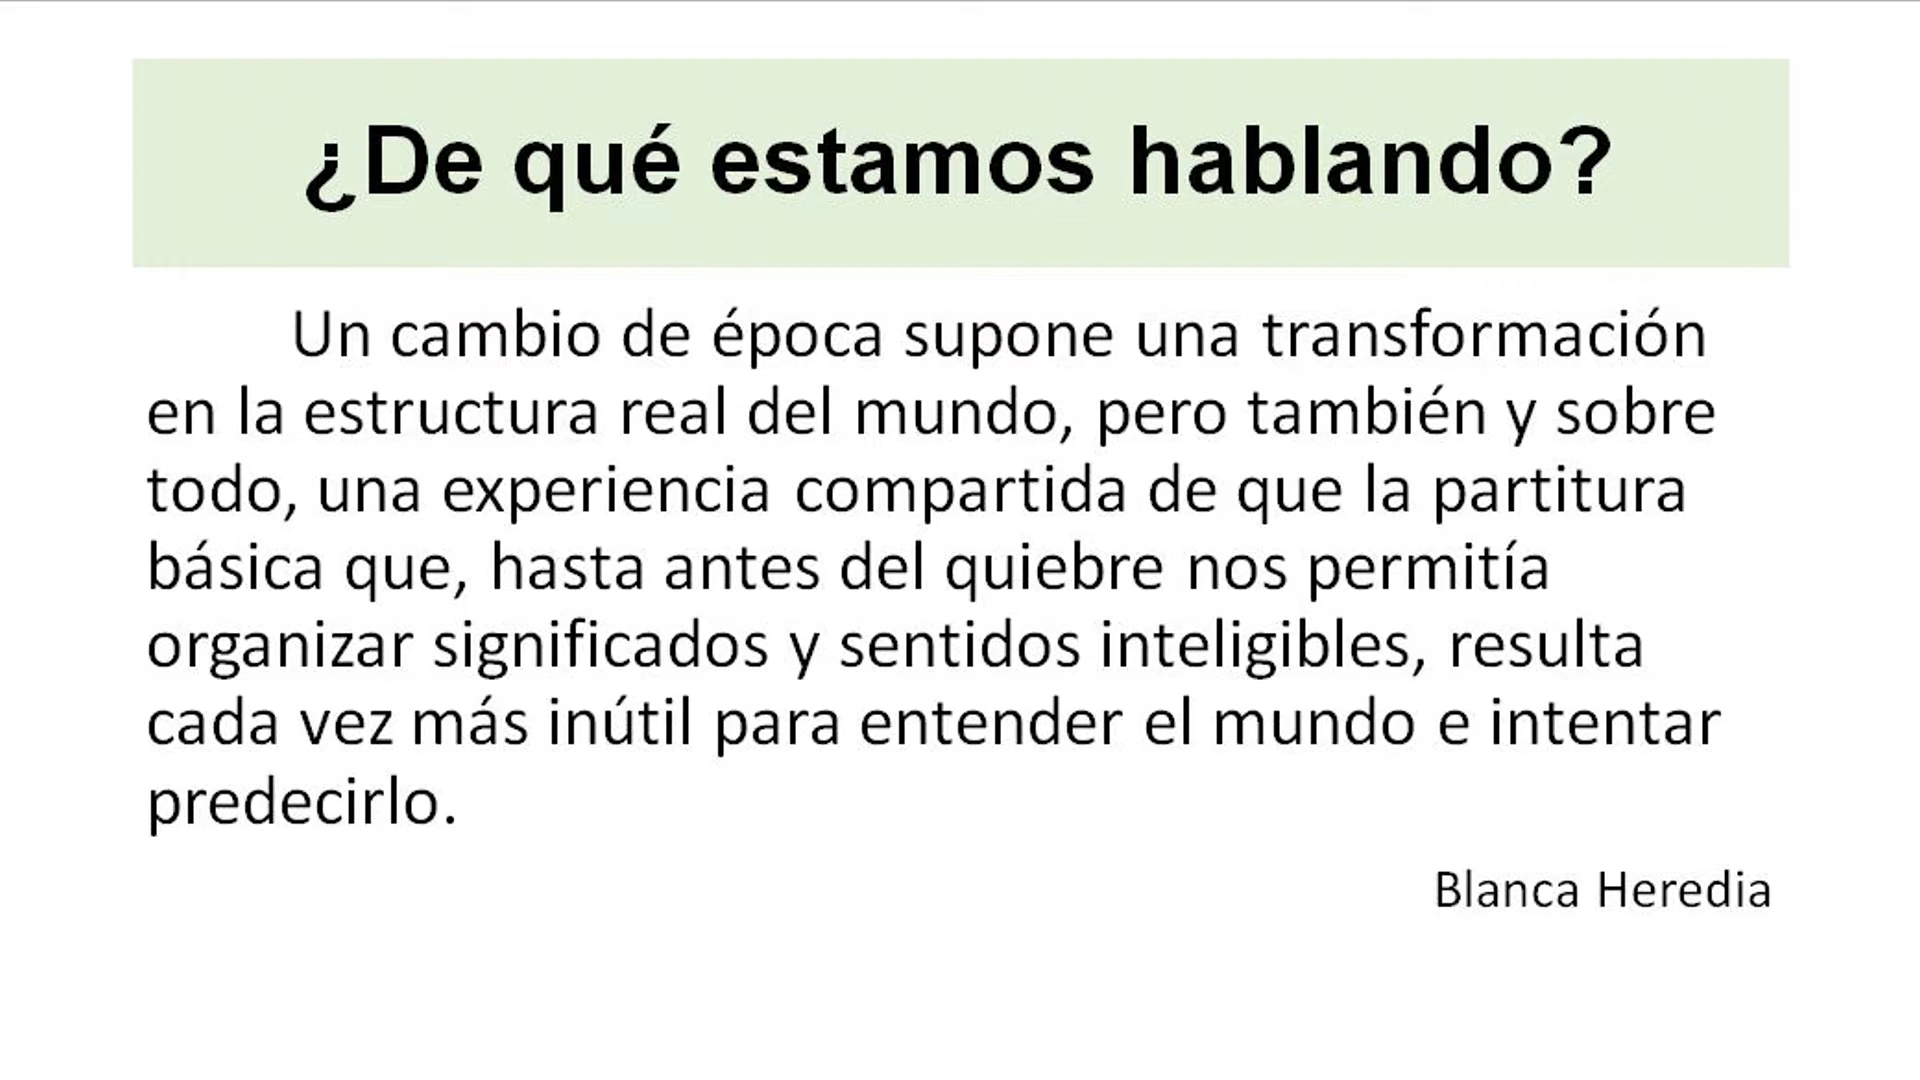 ¿De qué estamos hablando?
Un cambio de época supone una transformación
en la estructura real del mundo, pero también y sobre
todo, una experiencia compartida de que la partitura
básica que, hasta antes del quiebre nos permitía
organizar significados y sentidos inteligibles, resulta
cada vez más inútil para entender el mundo e intentar
predecirlo.
Blanca Heredia